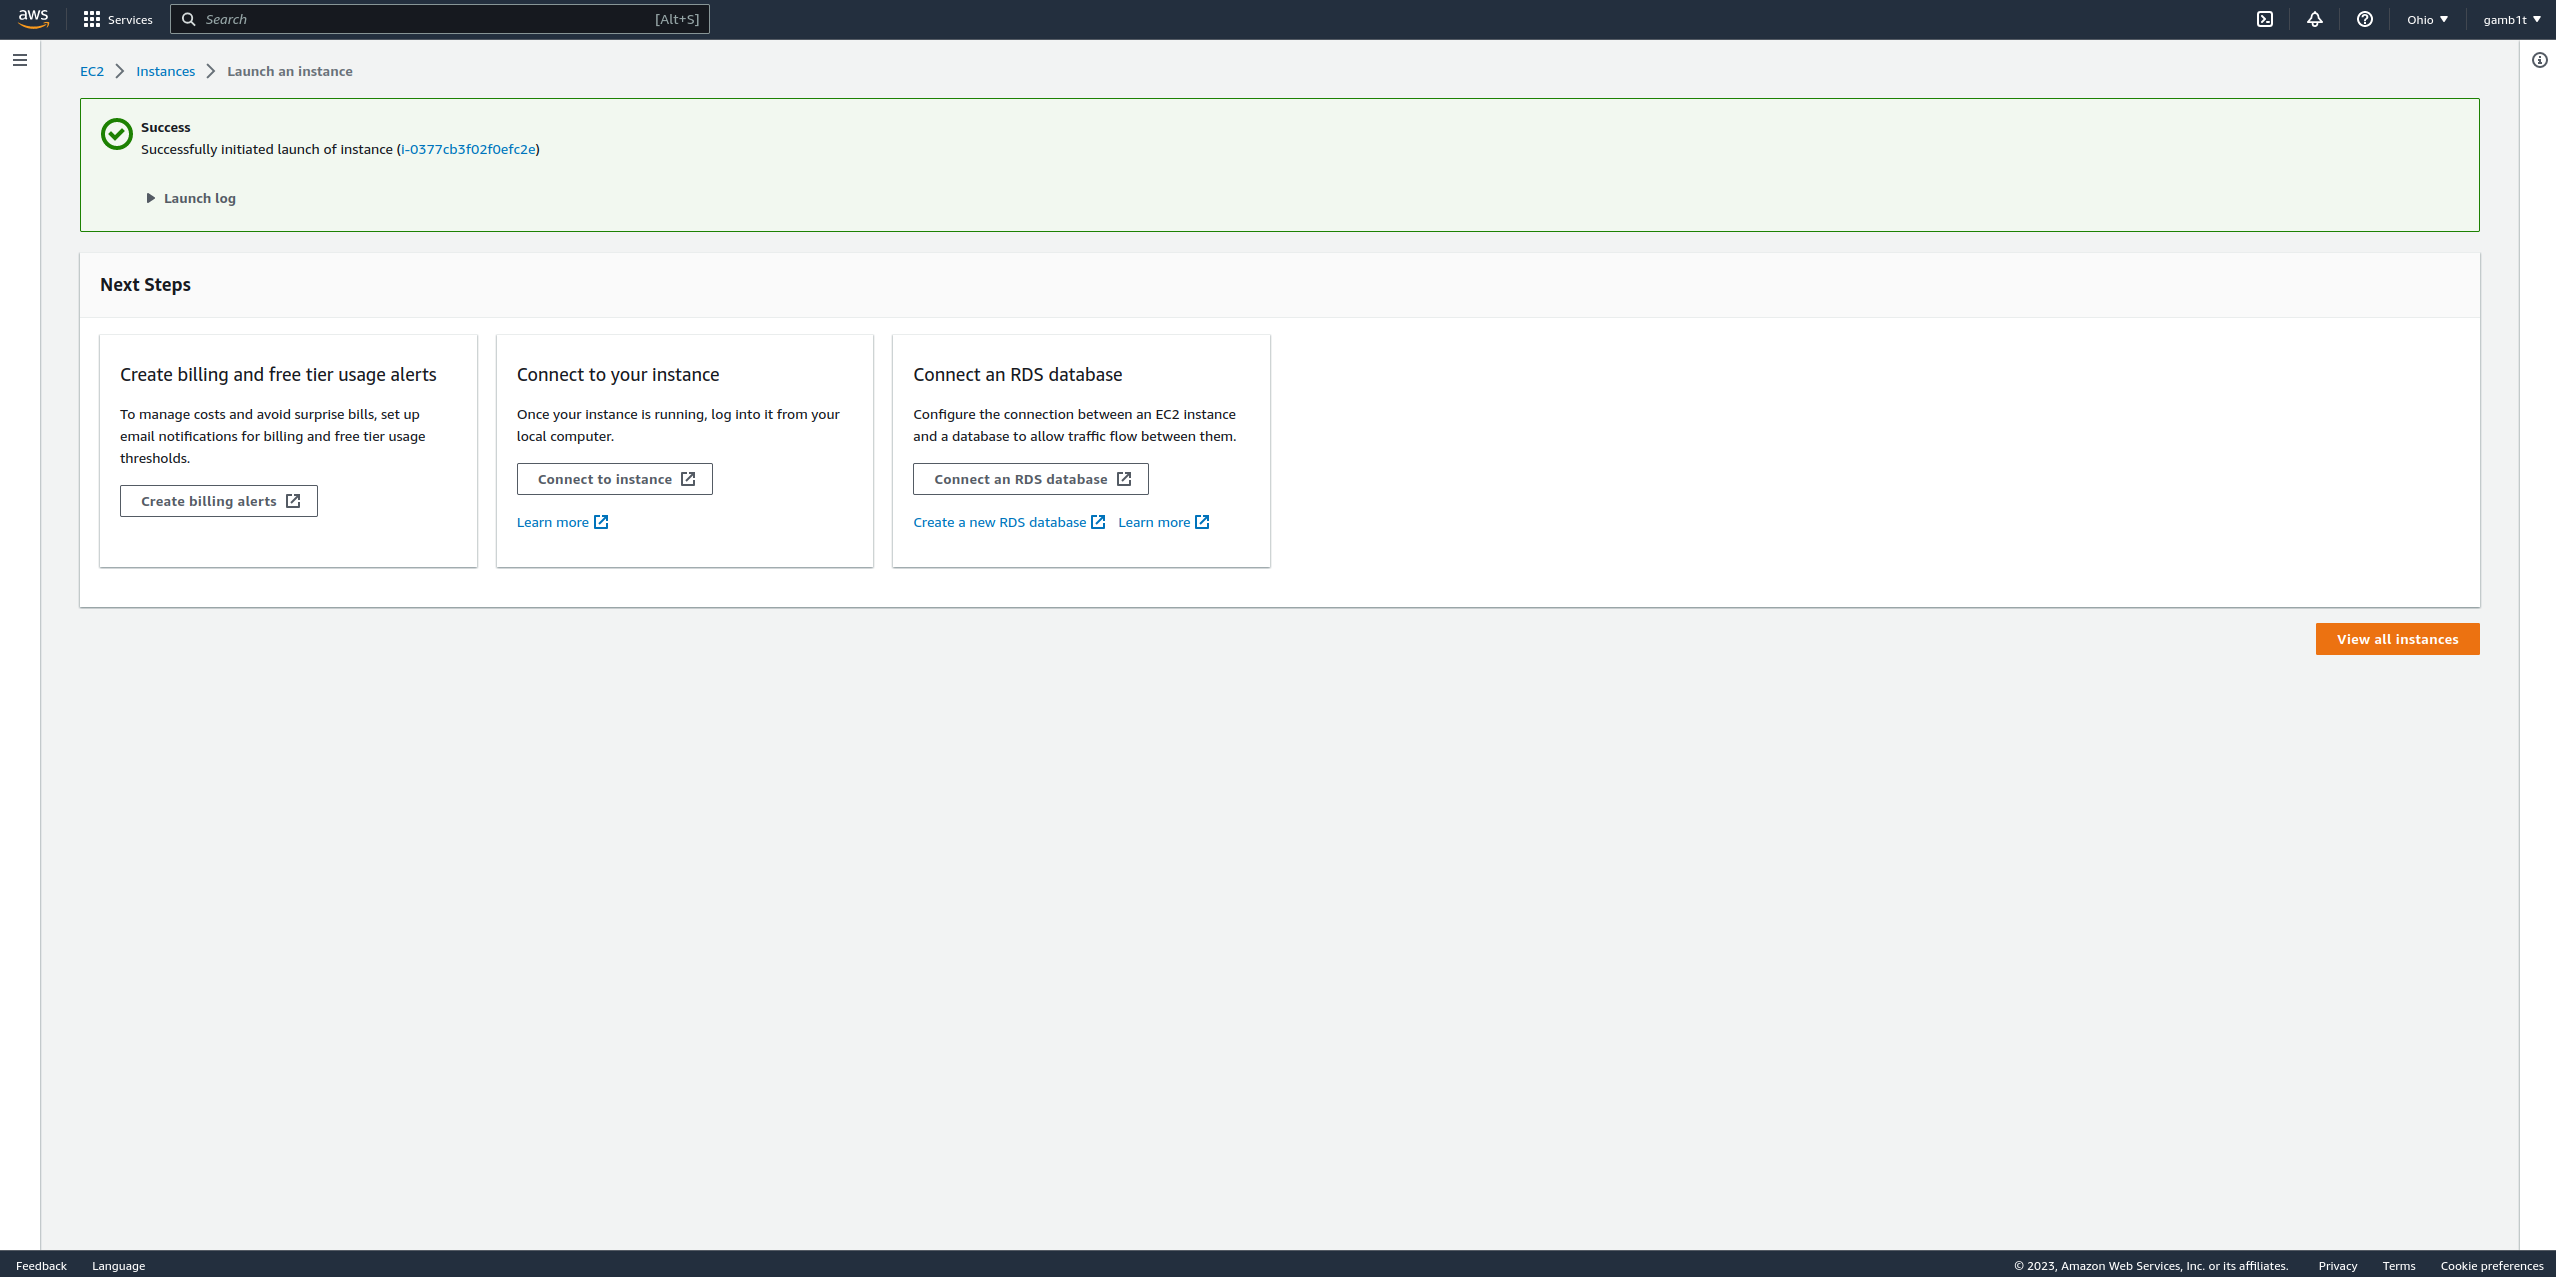 aws
Services
Search [Alt+S]
Ohio
gamb1t
EC2 Instances Launch an instance
Success
Successfully initiated launch of instance (i-0377cb3f02f0efc2e)
Launch log
Next Steps
Create billing and free tier usage alerts
To manage costs and avoid surprise bills, set up
email notifications for billing and free tier usage
thresholds.
Create billing alerts
Connect to your instance
Once your instance is running, log into it from your
local computer.
Connect to instance
Learn more
Connect an RDS database
Configure the connection between an EC2 instance
and a database to allow traffic flow between them.
Connect an RDS database
Create a new RDS database Learn more
View all instances
Feedback Language
© 2023, Amazon Web Services, Inc. or its affiliates. Privacy Terms Cookie preferences